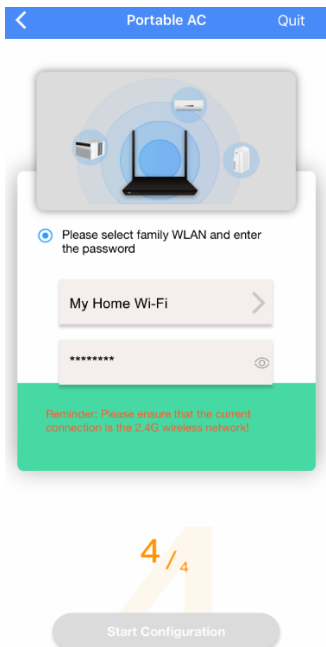 Portable AC Quit
Please select family WLAN and enter
the password
My Home Wi-Fi
********
Reminder: Please ensure that the current
connection is the 2.4G wireless network!
4/4
Start Configuration